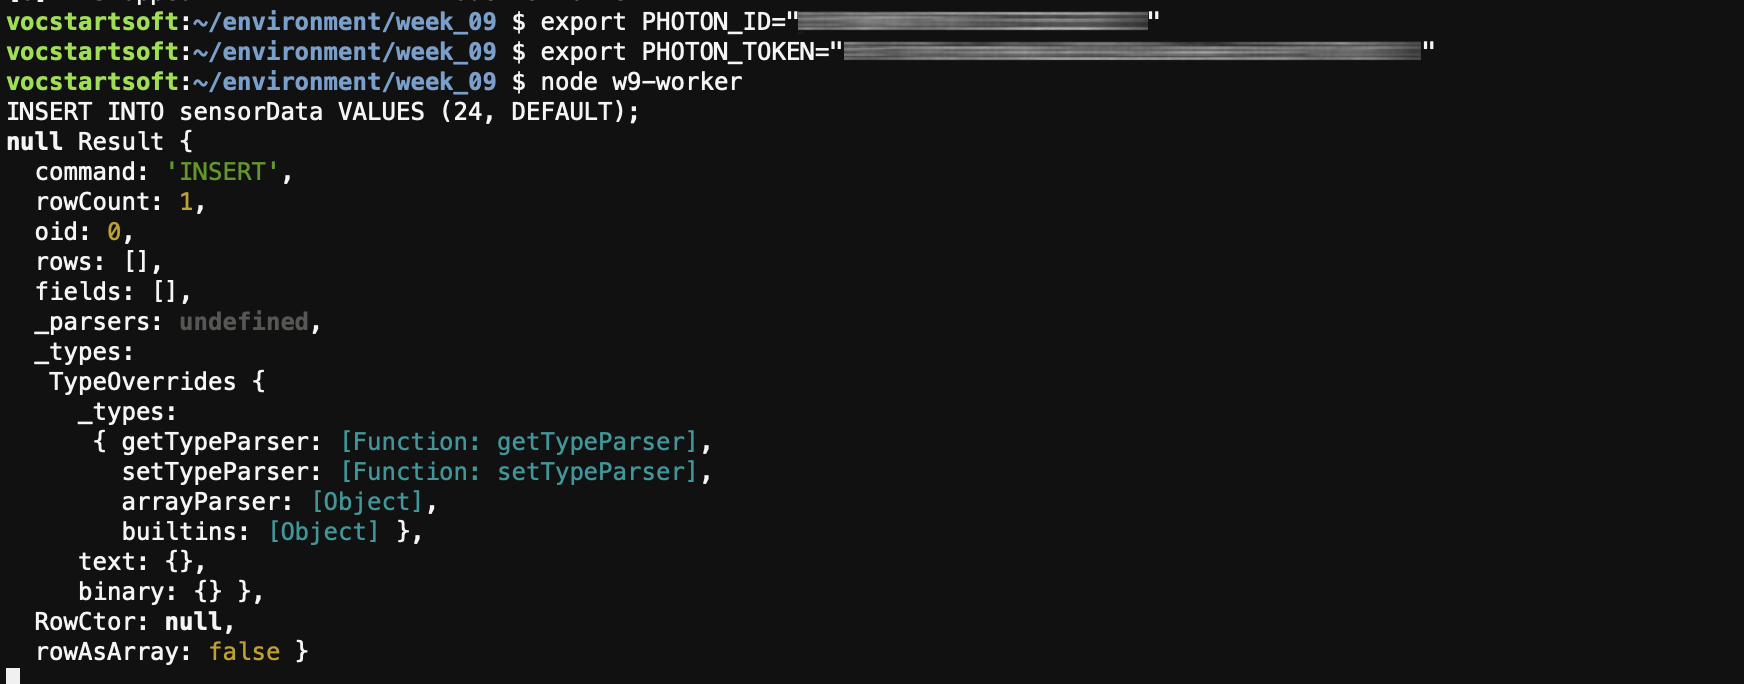 vocstartsoft:~/environment/week_09 $ export PHOTON_ID=""
vocstartsoft:~/environment/week_09 $ export PHOTON_TOKEN=""
vocstartsoft:~/environment/week_09 $ node w9-worker
INSERT INTO sensorData VALUES (24, DEFAULT);
null Result {
  command: 'INSERT',
  rowCount: 1,
  oid: 0,
  rows: [],
  fields: [],
  _parsers: undefined,
  _types:
   TypeOverrides {
     _types:
      { getTypeParser: [Function: getTypeParser],
        setTypeParser: [Function: setTypeParser],
        arrayParser: [Object],
        builtins: [Object] },
     text: {},
     binary: {} },
  RowCtor: null,
  rowAsArray: false }